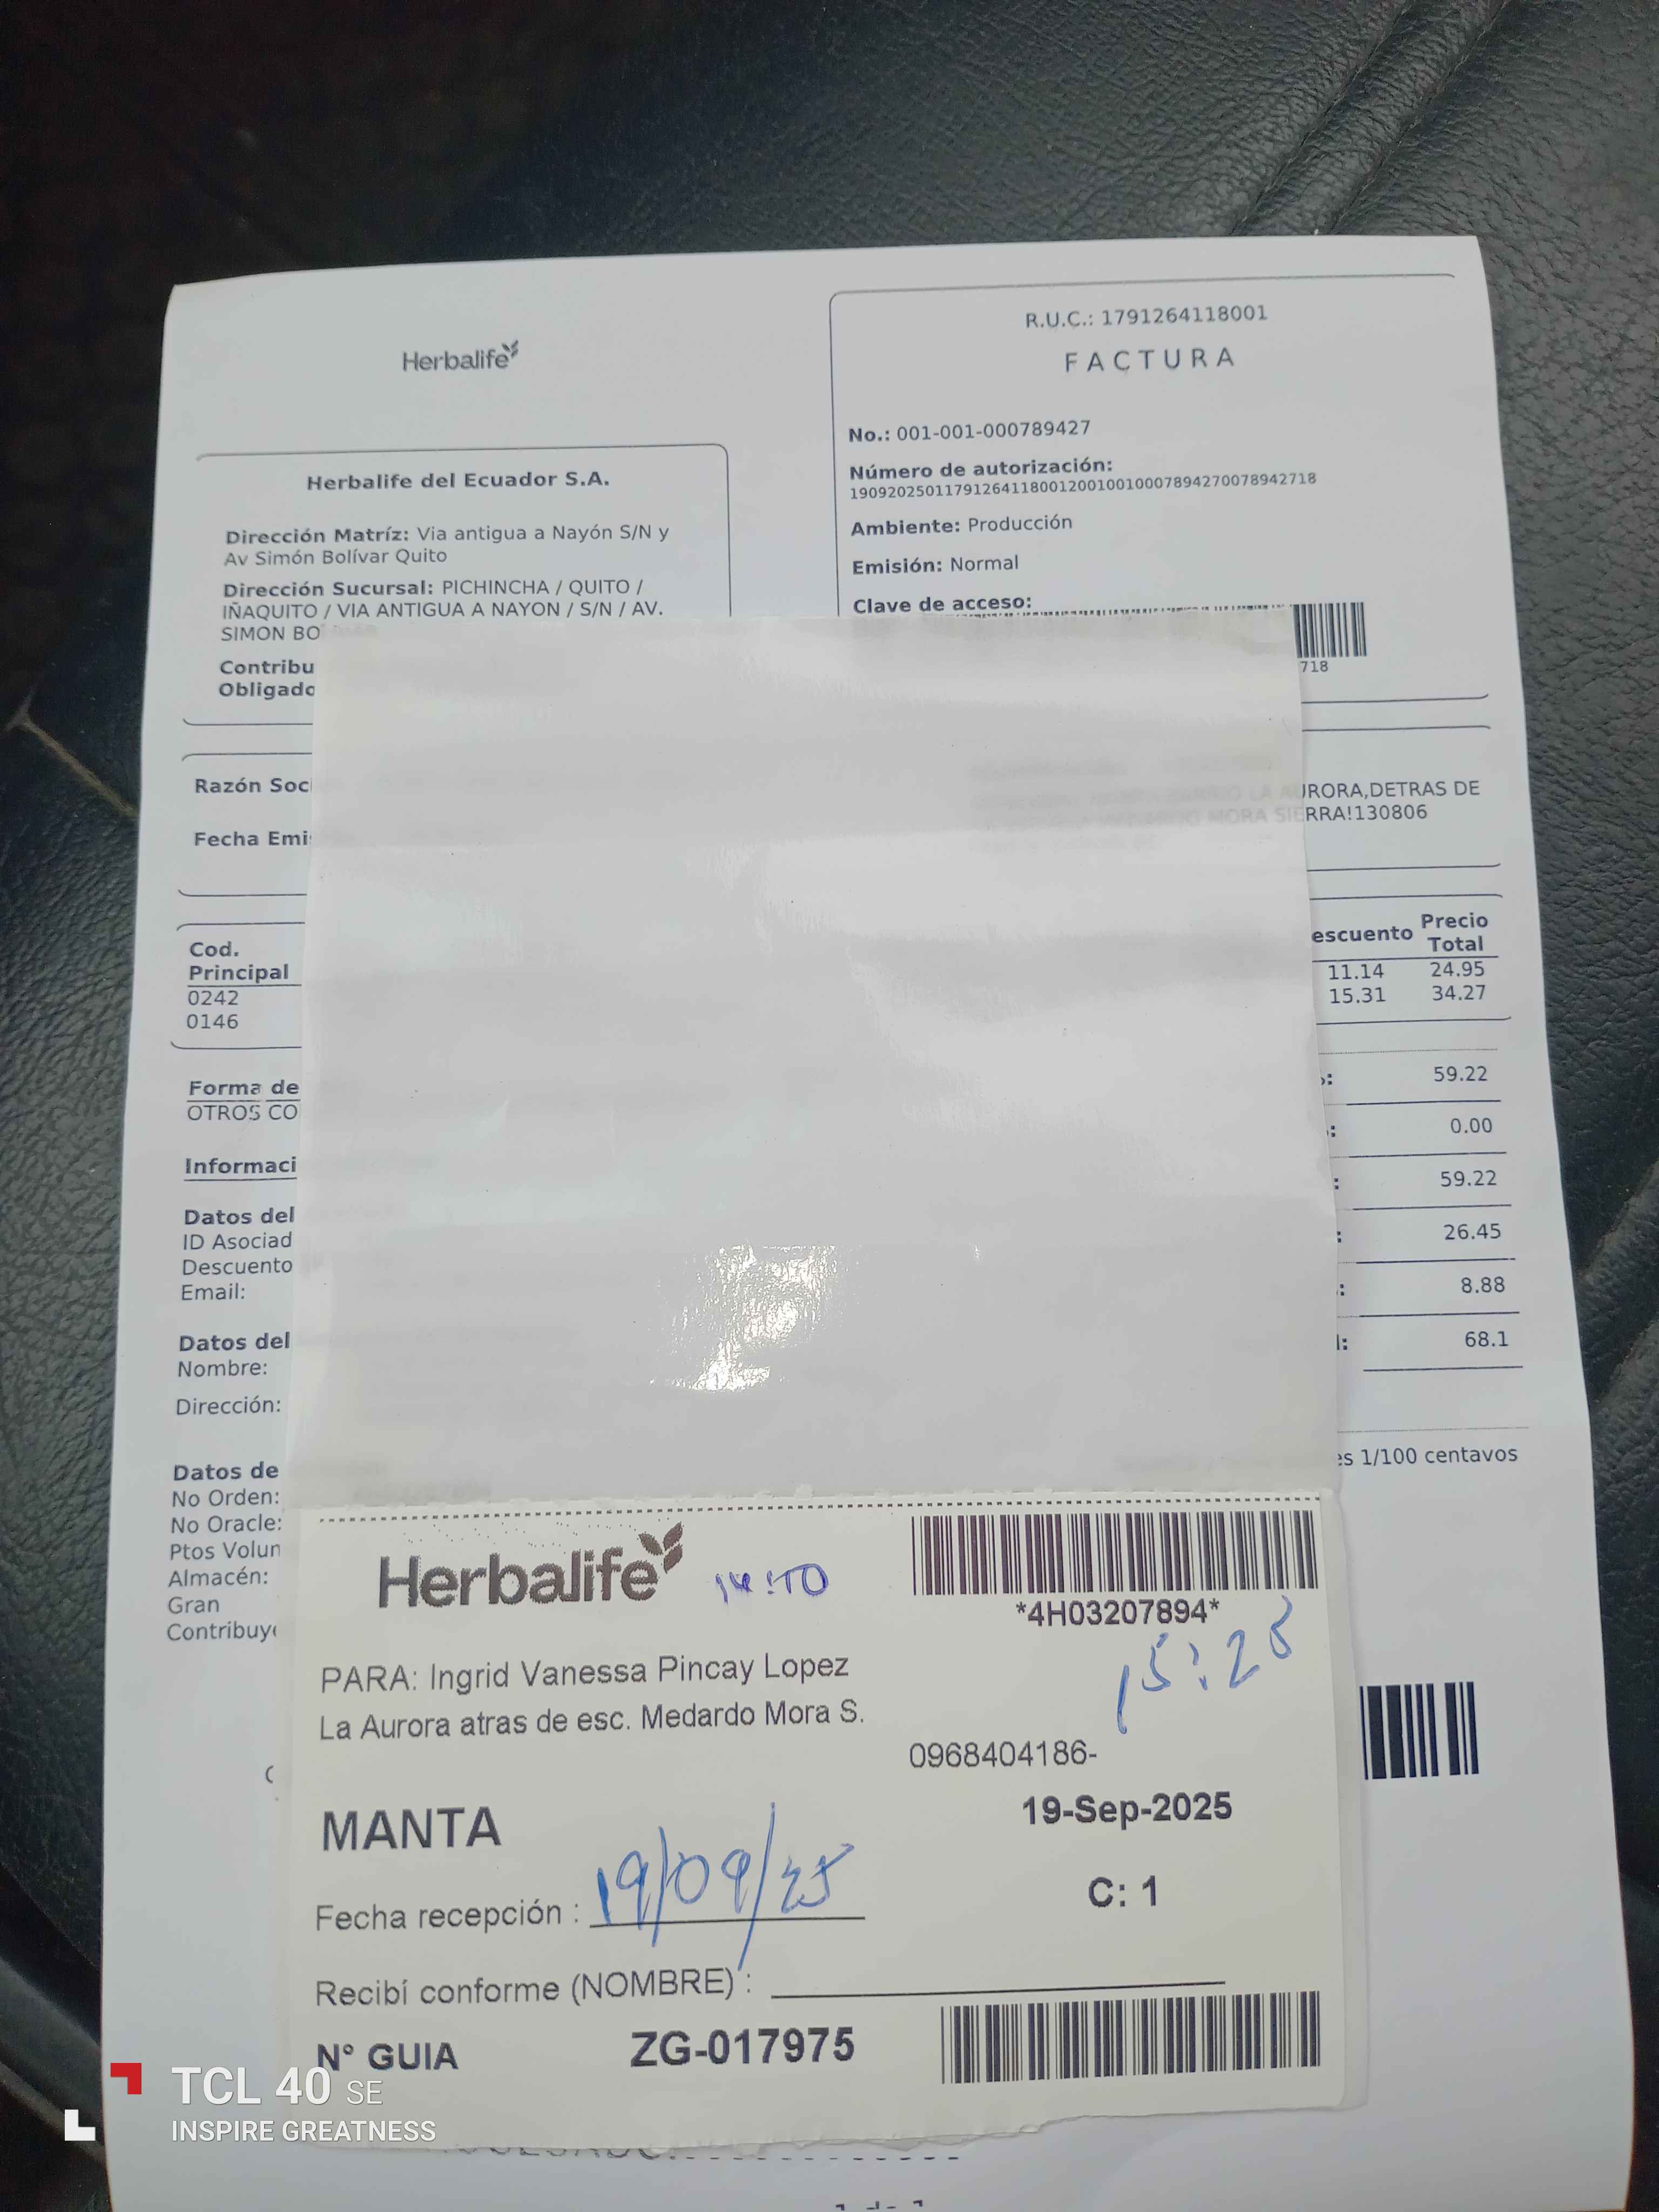 Herbalife
R.U.C.: 1791264118001
FACTURA
No.: 001-001-000789427
Número de autorización:
1909202501179126411800120010010007894270078942718
Ambiente: Producción
Emisión: Normal
Clave de acceso:
718
Herbalife del Ecuador S.A.
Dirección Matríz: Via antigua a Nayón S/N y
Av Simón Bolívar Quito
Dirección Sucursal: PICHINCHA / QUITO /
IÑAQUITO / VIA ANTIGUA A NAYON / S/N / AV.
SIMON BO
Contribu
Obligado
Razón Soc
LA AURORA,DETRAS DE
MORA SIERRA!130806
Fecha Emi
Cod.
Principal
escuento
Precio
Total
0242
11.14 24.95
0146
15.31 34.27
Forma de
OTROS CO
59.22
0.00
59.22
26.45
8.88
68.1
Informaci
Datos del
ID Asociad
Descuento
Email:
Datos del
Nombre:
Dirección:
es 1/100 centavos
Datos de
No Orden:
No Oracle:
Ptos Volun
Almacén:
Gran
Contribuye
Herbalife
*4H03207894*
15:28
PARA: Ingrid Vanessa Pincay Lopez
La Aurora atras de esc. Medardo Mora S.
0968404186-
MANTA
19-Sep-2025
Fecha recepción : 19/09/25
C: 1
Recibí conforme (NOMBRE) :
N° GUIA ZG-017975
TCL 40 SE
INSPIRE GREATNESS